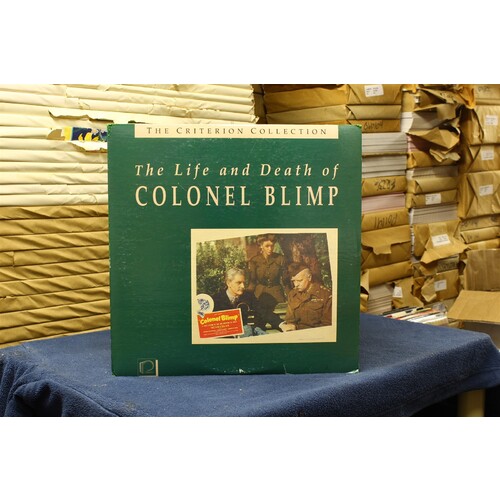 THE CRITERION COLLECTION
The Life and Death of
COLONEL BLIMP
Colonel Blimp